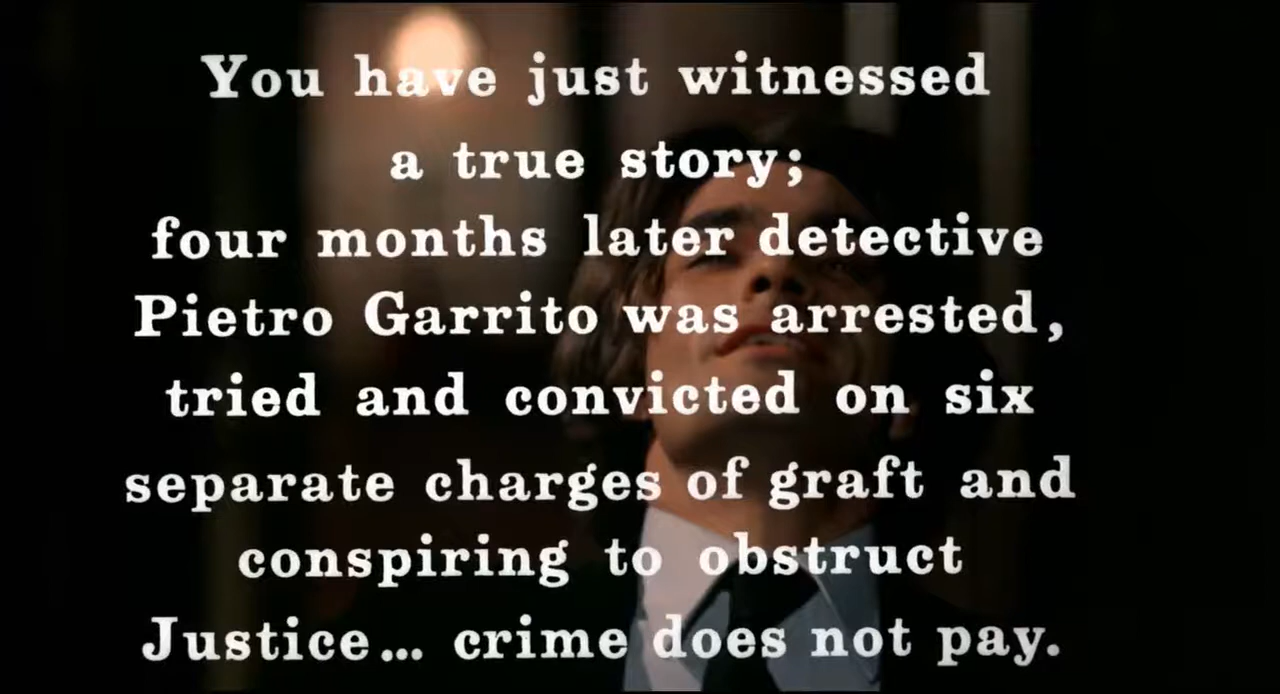 You have just witnessed
a true story;
four months later detective
Pietro Garrito was arrested,
tried and convicted on six
separate charges of graft and
conspiring to obstruct
Justice... crime does not pay.